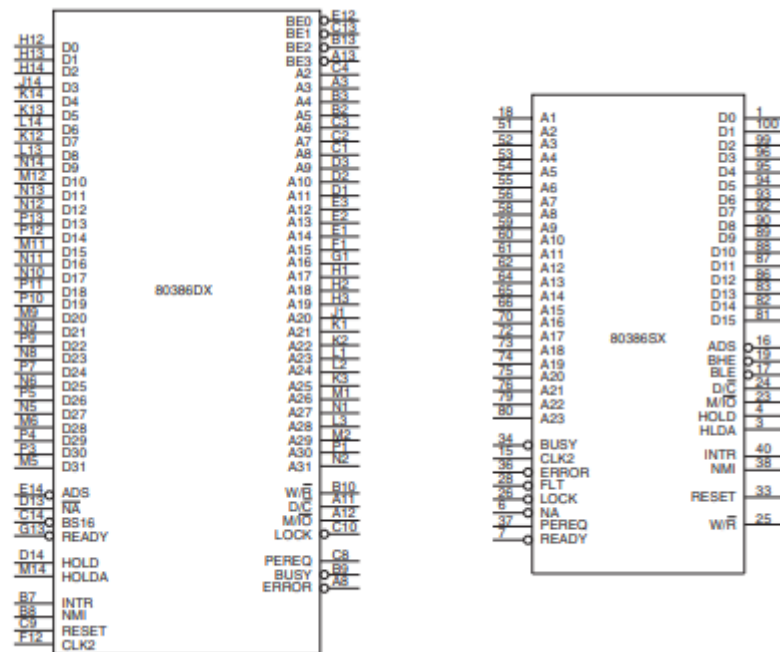 H12 D0
H13 D1
H14 D2
J14 D3
K14 D4
K13 D5
L14 D6
K12 D7
L13 D8
N14 D9
M12 D10
N13 D11
N12 D12
P13 D13
P12 D14
M11 D15
N11 D16
N10 D17
P11 D18
P10 D19
M9 D20
N9 D21
P9 D22
N8 D23
P7 D24
N6 D25
P5 D26
N5 D27
M6 D28
P4 D29
P3 D30
M5 D31
E14 ADS
D13 NA
C14 BS16
G13 READY
D14 HOLD
M14 HOLDA
B7 INTR
B8 NMI
C9 RESET
F12 CLK2
80386DX
BE0 E12
BE1 C13
BE2 B13
BE3 A13
A2 C4
A3 A3
A4 B3
A5 B2
A6 C3
A7 C2
A8 C1
A9 D3
A10 D2
A11 D1
A12 E3
A13 E2
A14 E1
A15 F1
A16 G1
A17 H1
A18 H2
A19 H3
A20 J1
A21 K1
A22 K2
A23 L1
A24 L2
A25 K3
A26 M1
A27 N1
A28 L3
A29 M2
A30 P1
A31 N2
W/R B10
D/C A11
M/IO A12
LOCK C10
PEREQ C8
BUSY B9
ERROR A8
18 A1
51 A2
52 A3
53 A4
54 A5
55 A6
56 A7
58 A8
59 A9
60 A10
61 A11
62 A12
64 A13
65 A14
66 A15
70 A16
72 A17
73 A18
74 A19
75 A20
76 A21
79 A22
80 A23
34 BUSY
15 CLK2
36 ERROR
28 FLT
26 LOCK
6 NA
37 PEREQ
7 READY
80386SX
D0 1
D1 100
D2 99
D3 96
D4 95
D5 94
D6 93
D7 92
D8 90
D9 89
D10 88
D11 87
D12 86
D13 83
D14 82
D15 81
ADS 16
BHE 19
BLE 17
D/C 24
M/IO 23
HOLD 4
HLDA 3
INTR 40
NMI 38
RESET 33
W/R 25